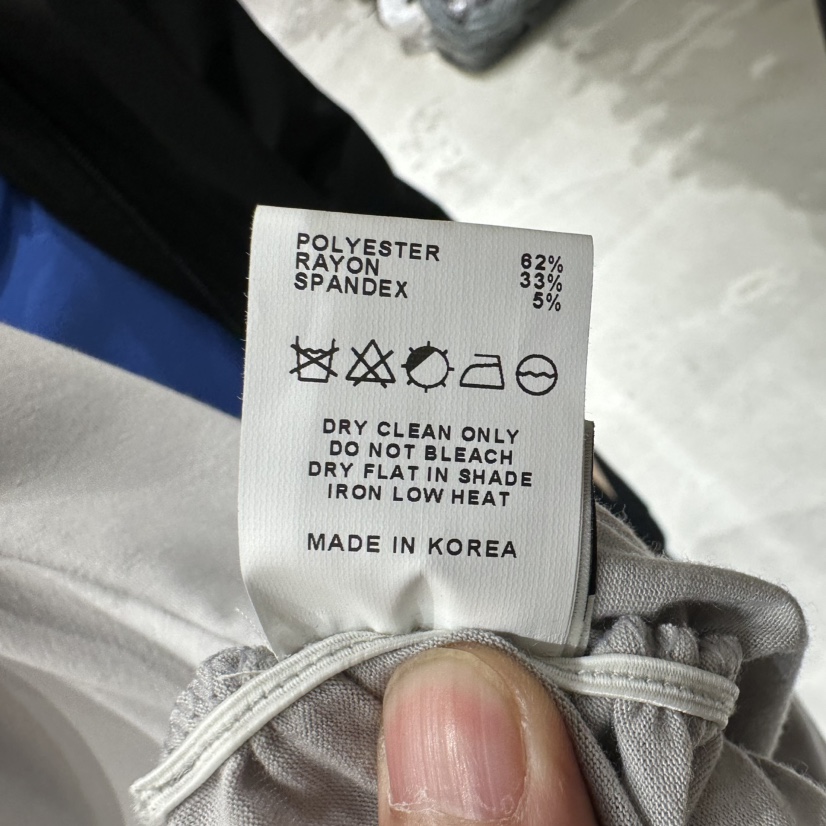 POLYESTER 62%
RAYON 33%
SPANDEX 5%
DRY CLEAN ONLY
DO NOT BLEACH
DRY FLAT IN SHADE
IRON LOW HEAT
MADE IN KOREA